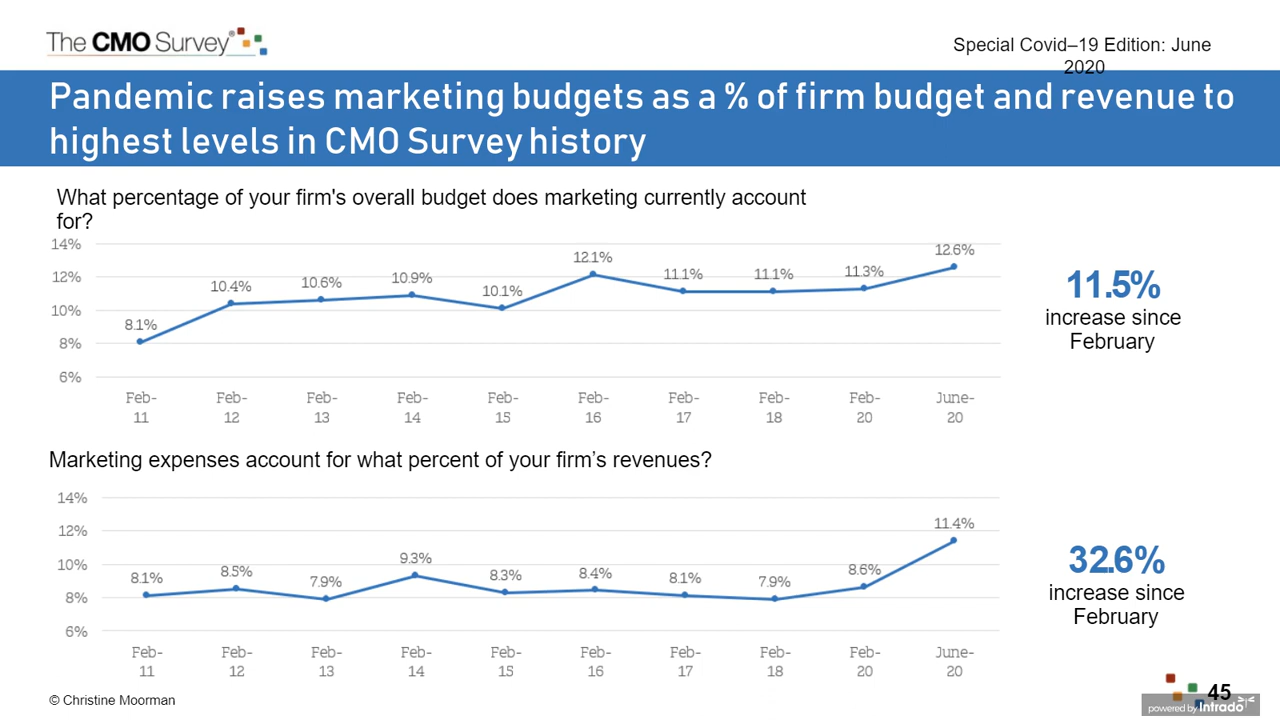 The CMO Survey®
Special Covid–19 Edition: June
2020
Pandemic raises marketing budgets as a % of firm budget and revenue to
highest levels in CMO Survey history
What percentage of your firm's overall budget does marketing currently account
for?
14%
12%
10%
8%
6%
8.1%
10.4%
10.6%
10.9%
10.1%
12.1%
11.1%
11.1%
11.3%
12.6%
Feb-
11
Feb-
12
Feb-
13
Feb-
14
Feb-
15
Feb-
16
Feb-
17
Feb-
18
Feb-
20
June-
20
11.5%
increase since
February
Marketing expenses account for what percent of your firm’s revenues?
14%
12%
10%
8%
6%
8.1%
8.5%
7.9%
9.3%
8.3%
8.4%
8.1%
7.9%
8.6%
11.4%
Feb-
11
Feb-
12
Feb-
13
Feb-
14
Feb-
15
Feb-
16
Feb-
17
Feb-
18
Feb-
20
June-
20
32.6%
increase since
February
© Christine Moorman
45
powered by intrado